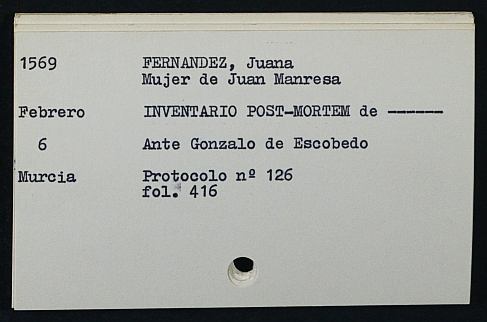 1569 FERNANDEZ, Juana
Mujer de Juan Manresa
Febrero INVENTARIO POST-MORTEM de ------
6 Ante Gonzalo de Escobedo
Murcia Protocolo nº 126
fol. 416